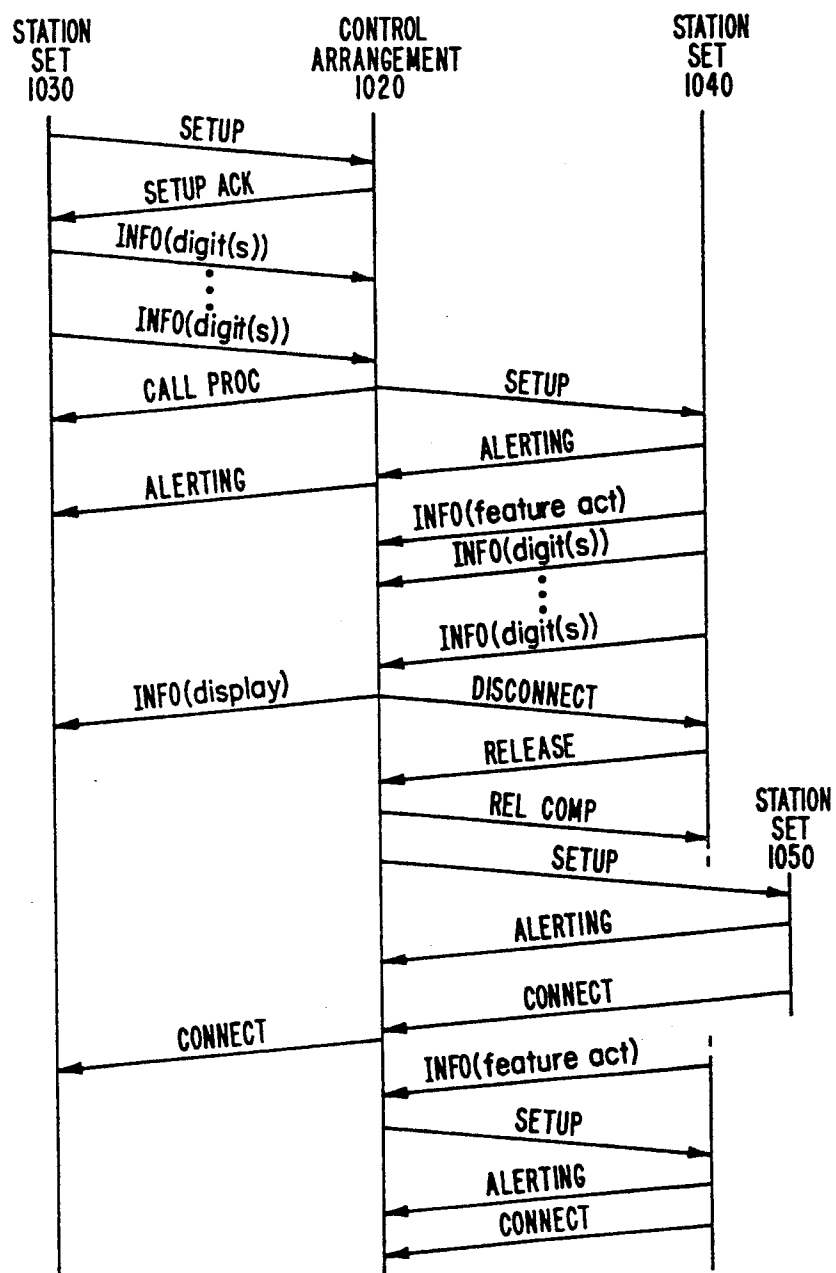 STATION
SET
1030
CONTROL
ARRANGEMENT
1020
STATION
SET
1040
SETUP
SETUP ACK
INFO(digit(s))
INFO(digit(s))
CALL PROC
SETUP
ALERTING
ALERTING
INFO(feature act)
INFO(digit(s))
INFO(digit(s))
INFO(display)
DISCONNECT
RELEASE
REL COMP
STATION
SET
1050
SETUP
ALERTING
CONNECT
CONNECT
INFO(feature act)
SETUP
ALERTING
CONNECT